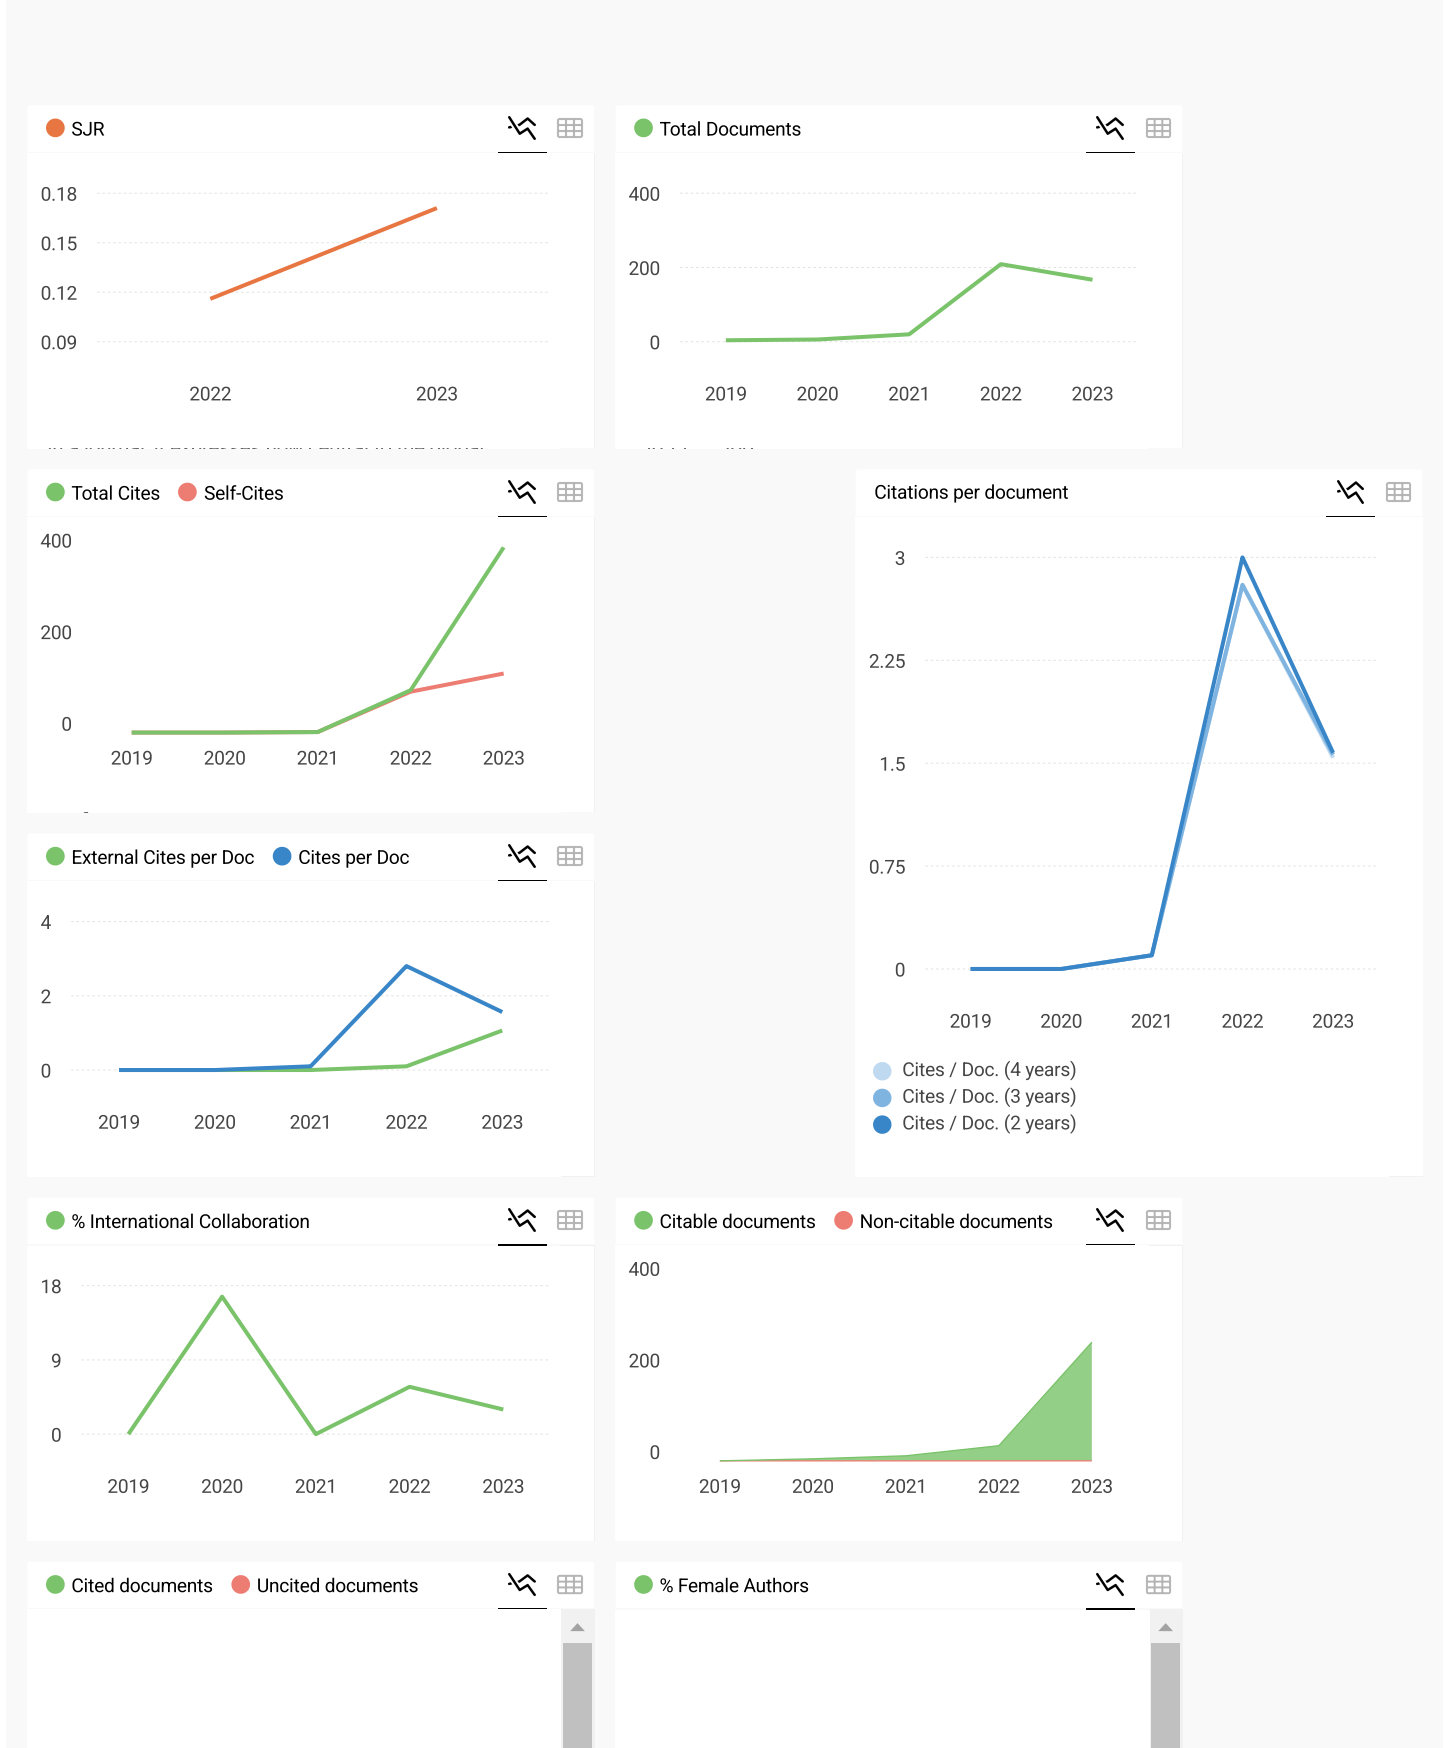 SJR
0.18
0.15
0.12
0.09
2022 2023
Total Documents
400
200
0
2019 2020 2021 2022 2023
Total Cites Self-Cites
400
200
0
2019 2020 2021 2022 2023
Citations per document
3
2.25
1.5
0.75
0
2019 2020 2021 2022 2023
Cites / Doc. (4 years)
Cites / Doc. (3 years)
Cites / Doc. (2 years)
External Cites per Doc Cites per Doc
4
2
0
2019 2020 2021 2022 2023
% International Collaboration
18
9
0
2019 2020 2021 2022 2023
Citable documents Non-citable documents
400
200
0
2019 2020 2021 2022 2023
Cited documents Uncited documents
% Female Authors